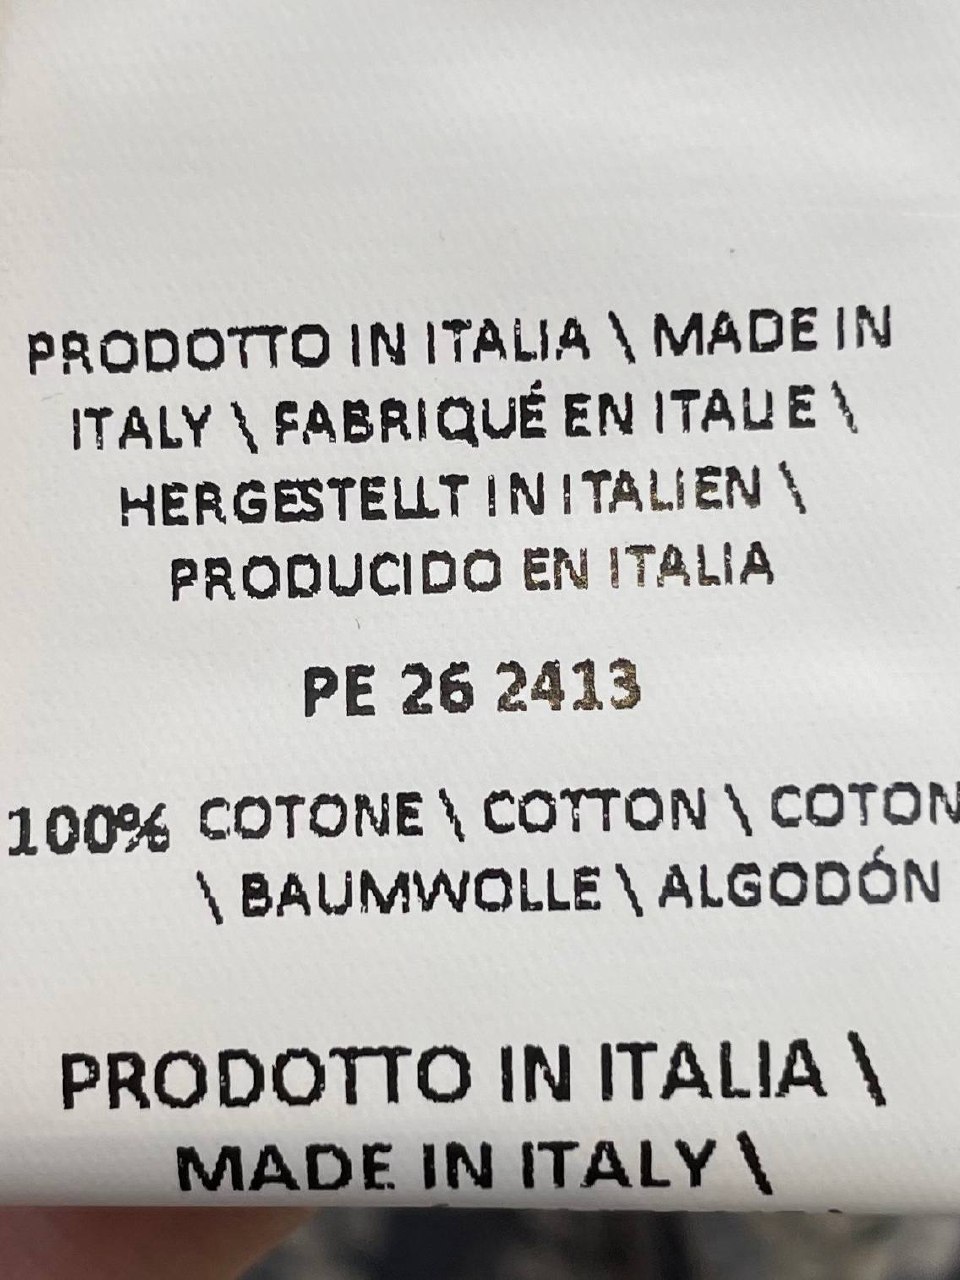 PRODOTTO IN ITALIA \ MADE IN
ITALY \ FABRIQUÉ EN ITALIE \
HERGESTELLT IN ITALIEN \
PRODUCIDO EN ITALIA
PE 26 2413
100% COTONE \ COTTON \ COTON
\ BAUMWOLLE \ ALGODÓN
PRODOTTO IN ITALIA \
MADE IN ITALY \